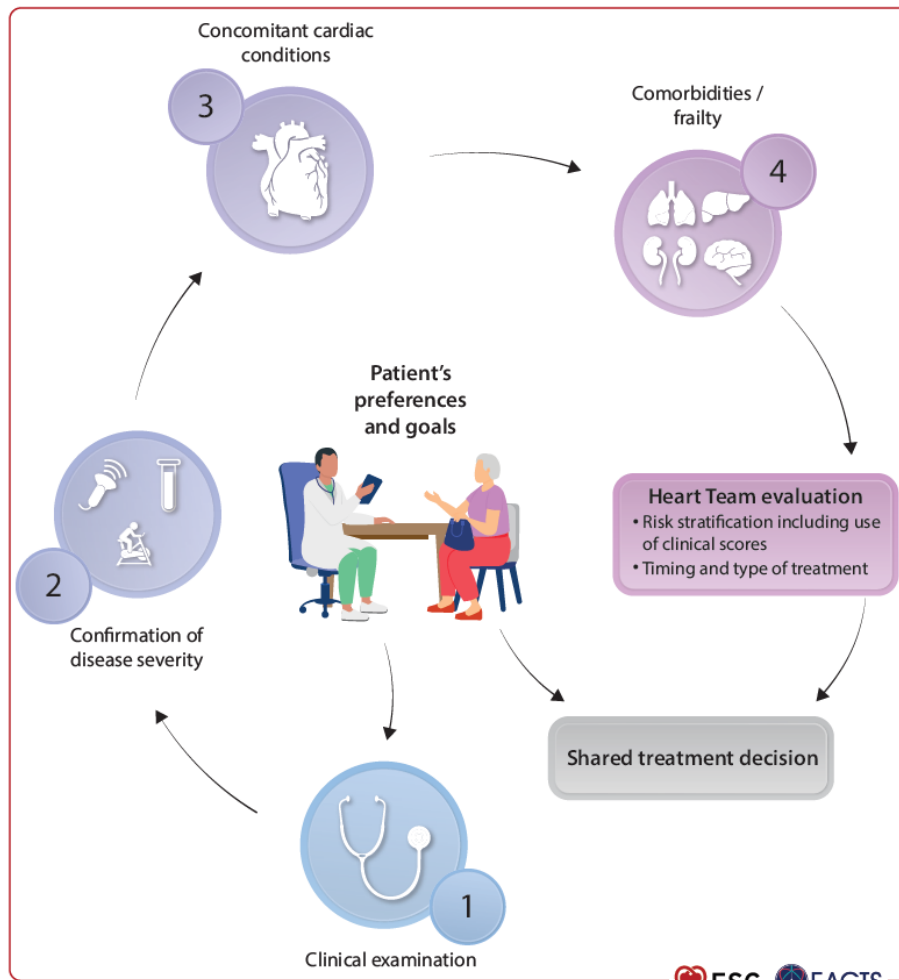 Concomitant cardiac
conditions
3
Comorbidities /
frailty
4
Patient's
preferences
and goals
Heart Team evaluation
• Risk stratification including use
of clinical scores
• Timing and type of treatment
2
Confirmation of
disease severity
Shared treatment decision
1
Clinical examination
ESC
EACTS